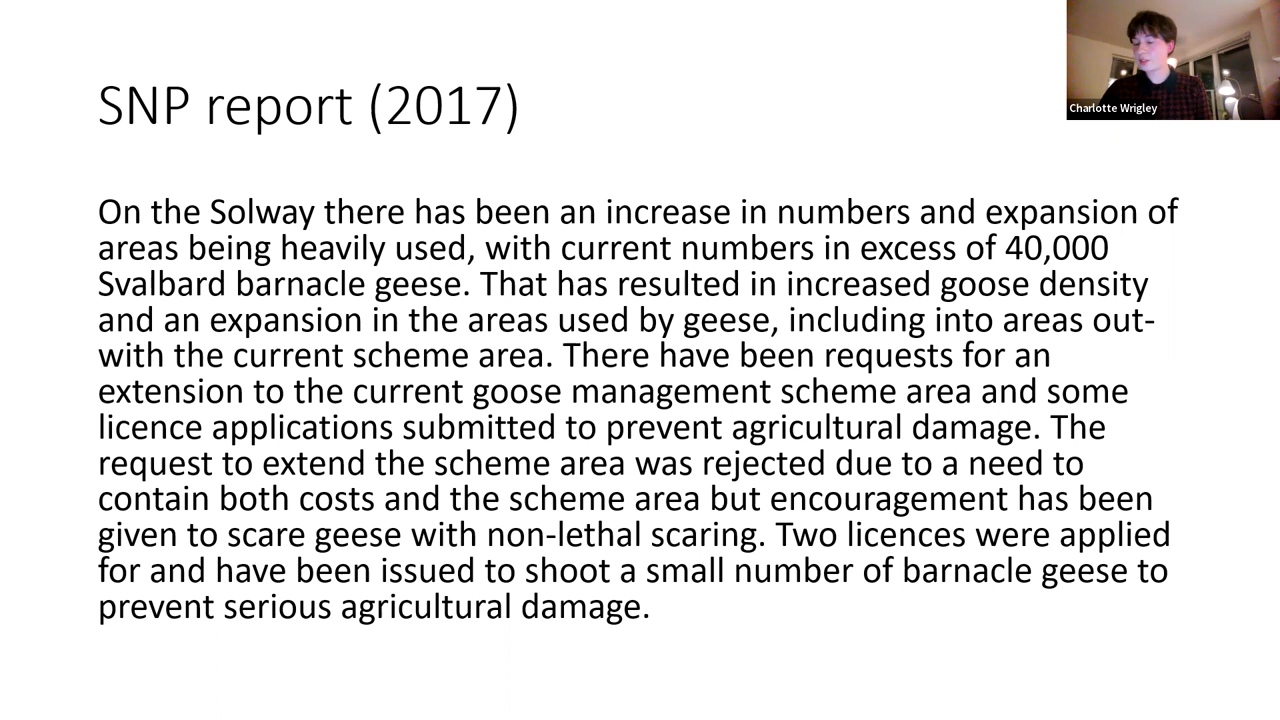 SNP report (2017)
Charlotte Wrigley
On the Solway there has been an increase in numbers and expansion of
areas being heavily used, with current numbers in excess of 40,000
Svalbard barnacle geese. That has resulted in increased goose density
and an expansion in the areas used by geese, including into areas out-
with the current scheme area. There have been requests for an
extension to the current goose management scheme area and some
licence applications submitted to prevent agricultural damage. The
request to extend the scheme area was rejected due to a need to
contain both costs and the scheme area but encouragement has been
given to scare geese with non-lethal scaring. Two licences were applied
for and have been issued to shoot a small number of barnacle geese to
prevent serious agricultural damage.